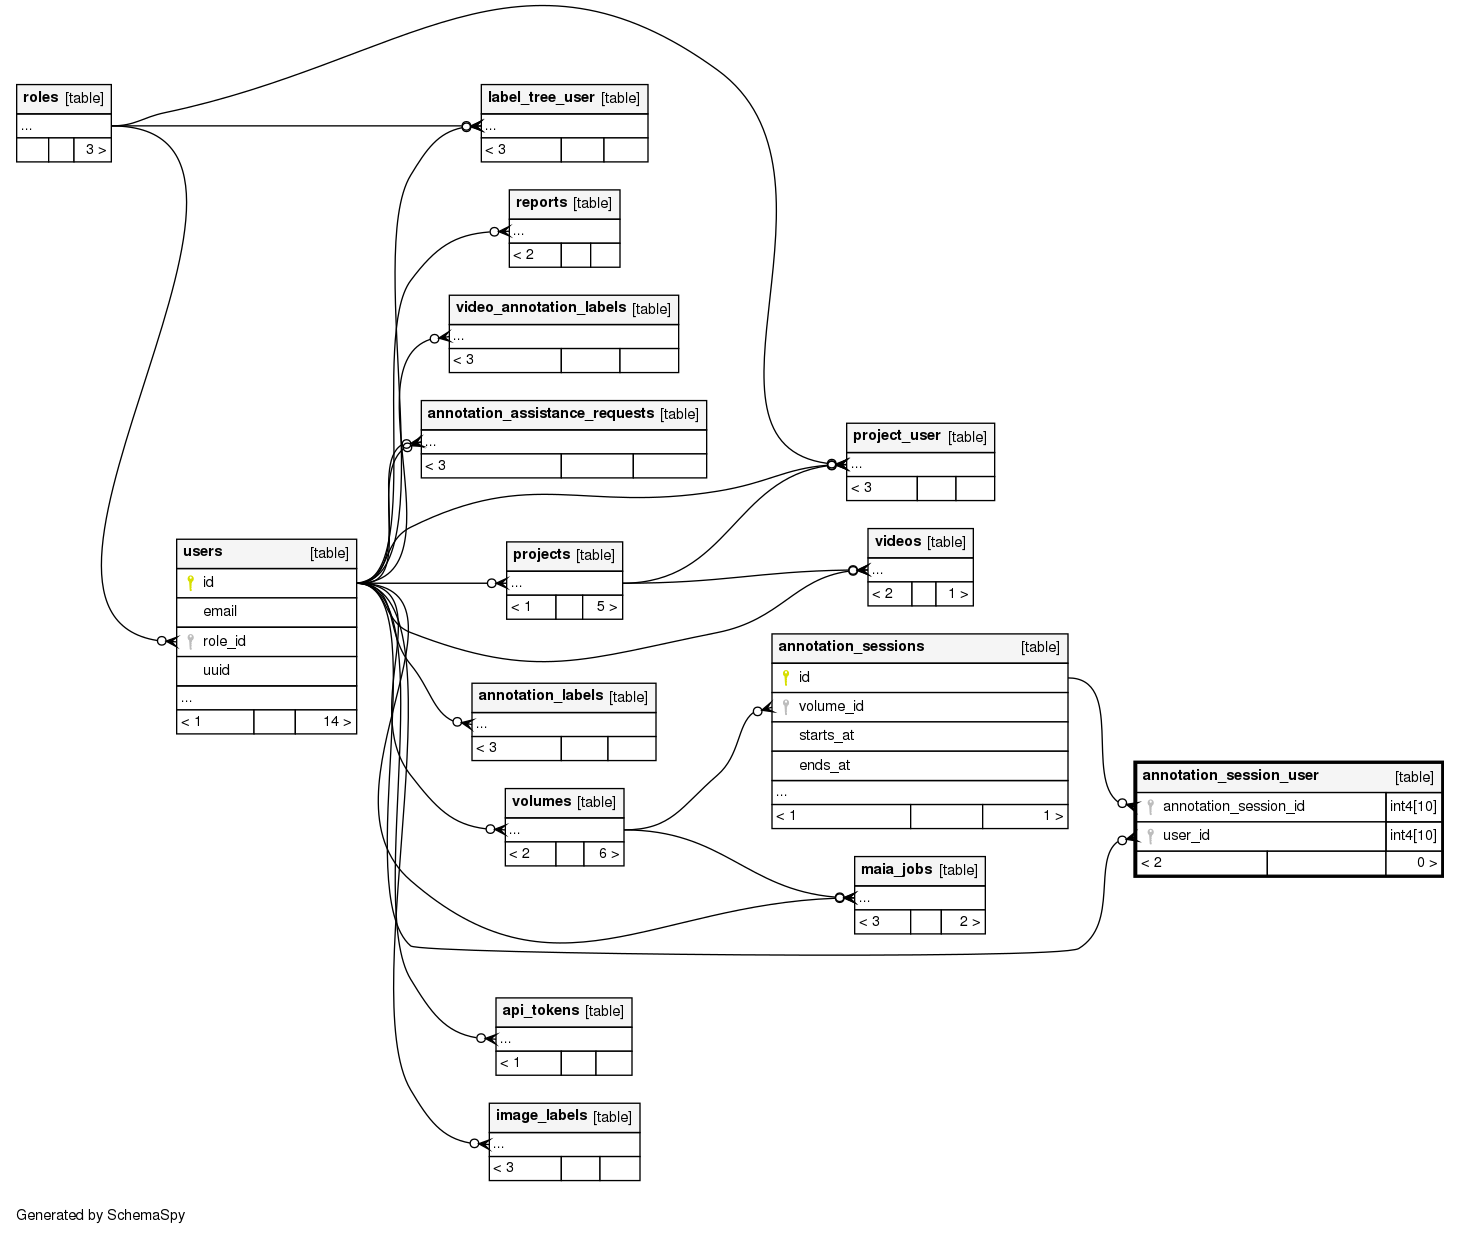 roles [table]
...
3 >
label_tree_user [table]
...
< 3
reports [table]
...
< 2
video_annotation_labels [table]
...
< 3
annotation_assistance_requests [table]
...
< 3
project_user [table]
...
< 3
users [table]
id
email
role_id
uuid
...
< 1 14 >
projects [table]
...
< 1 5 >
videos [table]
...
< 2 1 >
annotation_labels [table]
...
< 3
annotation_sessions [table]
id
volume_id
starts_at
ends_at
...
< 1 1 >
annotation_session_user [table]
annotation_session_id int4[10]
user_id int4[10]
< 2 0 >
volumes [table]
...
< 2 6 >
maia_jobs [table]
...
< 3 2 >
api_tokens [table]
...
< 1
image_labels [table]
...
< 3
Generated by SchemaSpy